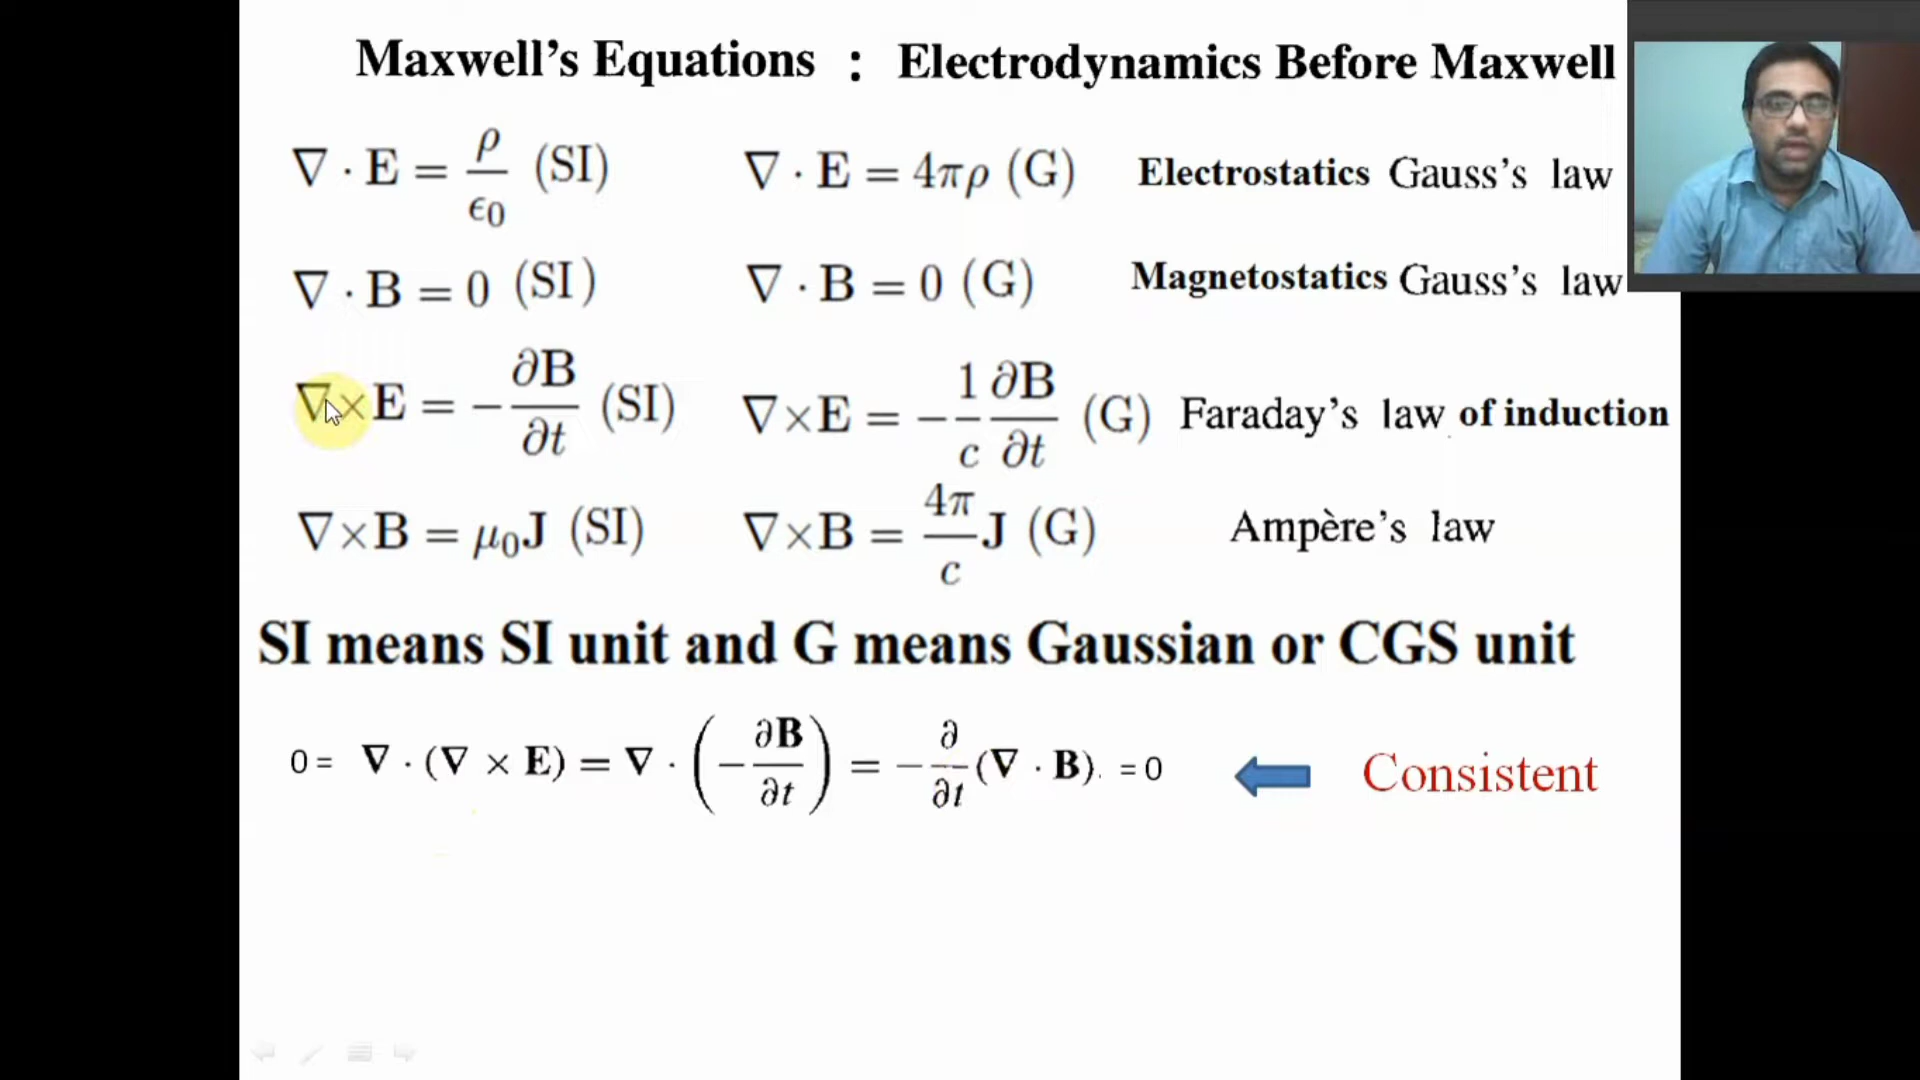 Maxwell's Equations : Electrodynamics Before Maxwell
∇ · E = ρ/ϵ0 (SI) ∇ · E = 4πρ (G) Electrostatics Gauss's law
∇ · B = 0 (SI) ∇ · B = 0 (G) Magnetostatics Gauss's law
∇×E = −∂B/∂t (SI) ∇×E = −1/c ∂B/∂t (G) Faraday's law of induction
∇×B = μ0J (SI) ∇×B = 4π/c J (G) Ampère's law
SI means SI unit and G means Gaussian or CGS unit
0 = ∇ · (∇ × E) = ∇ · (−∂B/∂t) = −∂/∂t (∇ · B). = 0 Consistent